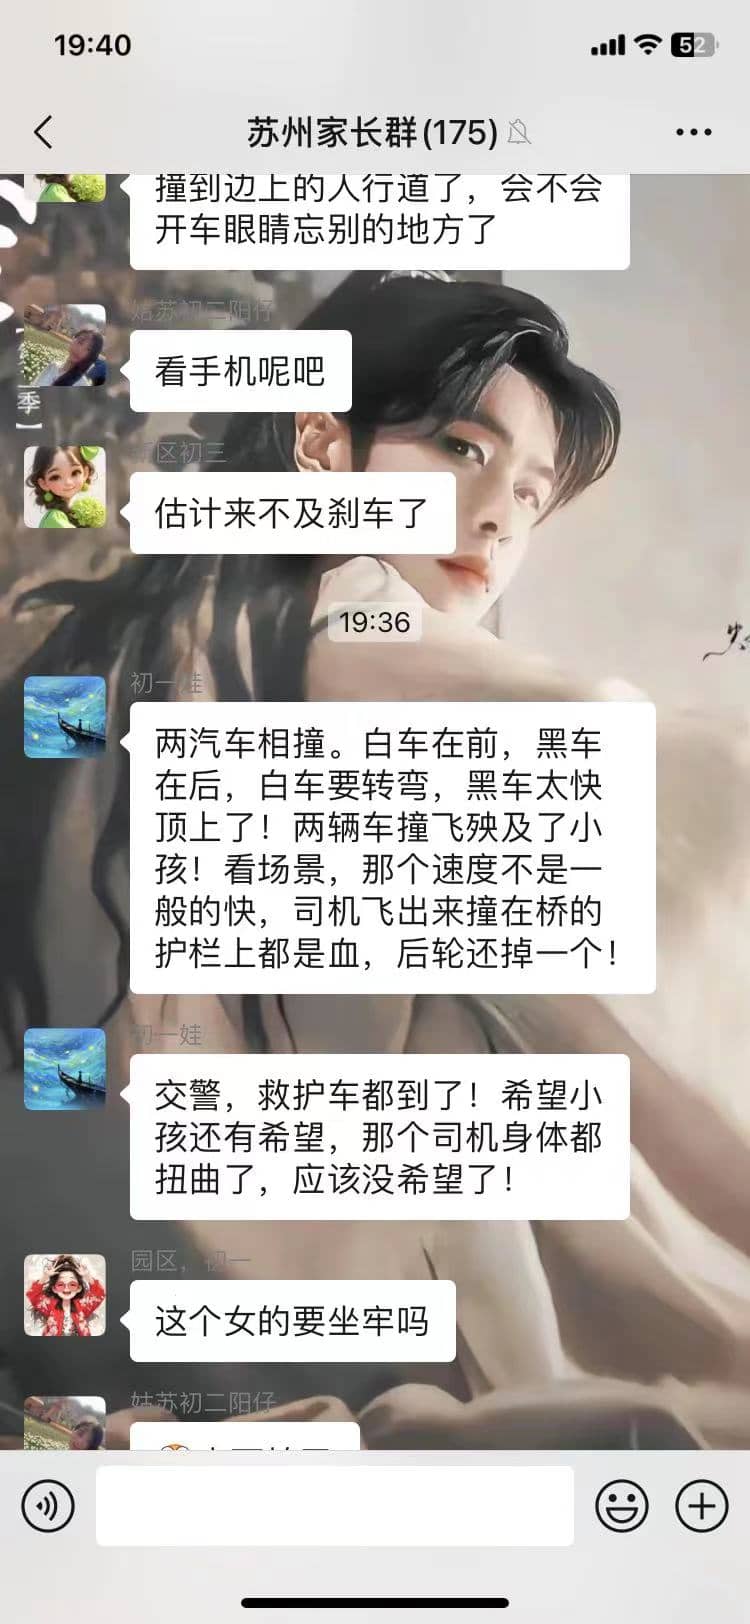 19:40
52
苏州家长群(175)
撞到边上的人行道了，会不会
开车眼睛忘别的地方了
姑苏初二阳仔
季
看手机呢吧
新区初三
估计来不及刹车了
19:36
初一娃
两汽车相撞。白车在前，黑车
在后，白车要转弯，黑车太快
顶上了！两辆车撞飞殃及了小
孩！看场景，那个速度不是一
般的快，司机飞出来撞在桥的
护栏上都是血，后轮还掉一个！
初一娃
交警，救护车都到了！希望小
孩还有希望，那个司机身体都
扭曲了，应该没希望了！
园区，初一
这个女的要坐牢吗
姑苏初二阳仔